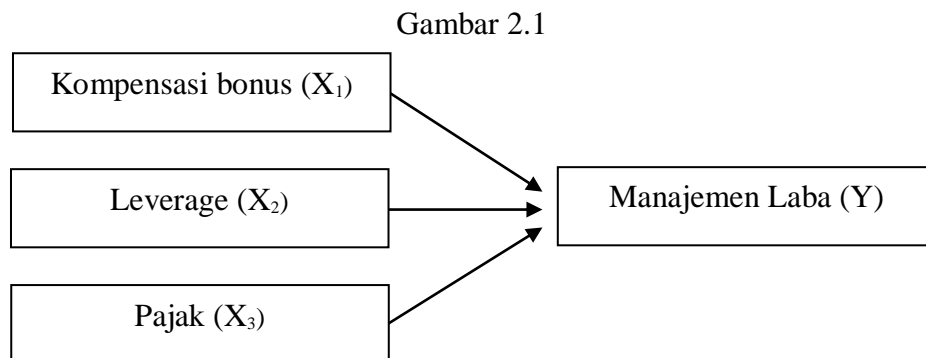 Gambar 2.1
Kompensasi bonus (X₁)
Leverage (X₂)
Manajemen Laba (Y)
Pajak (X₃)